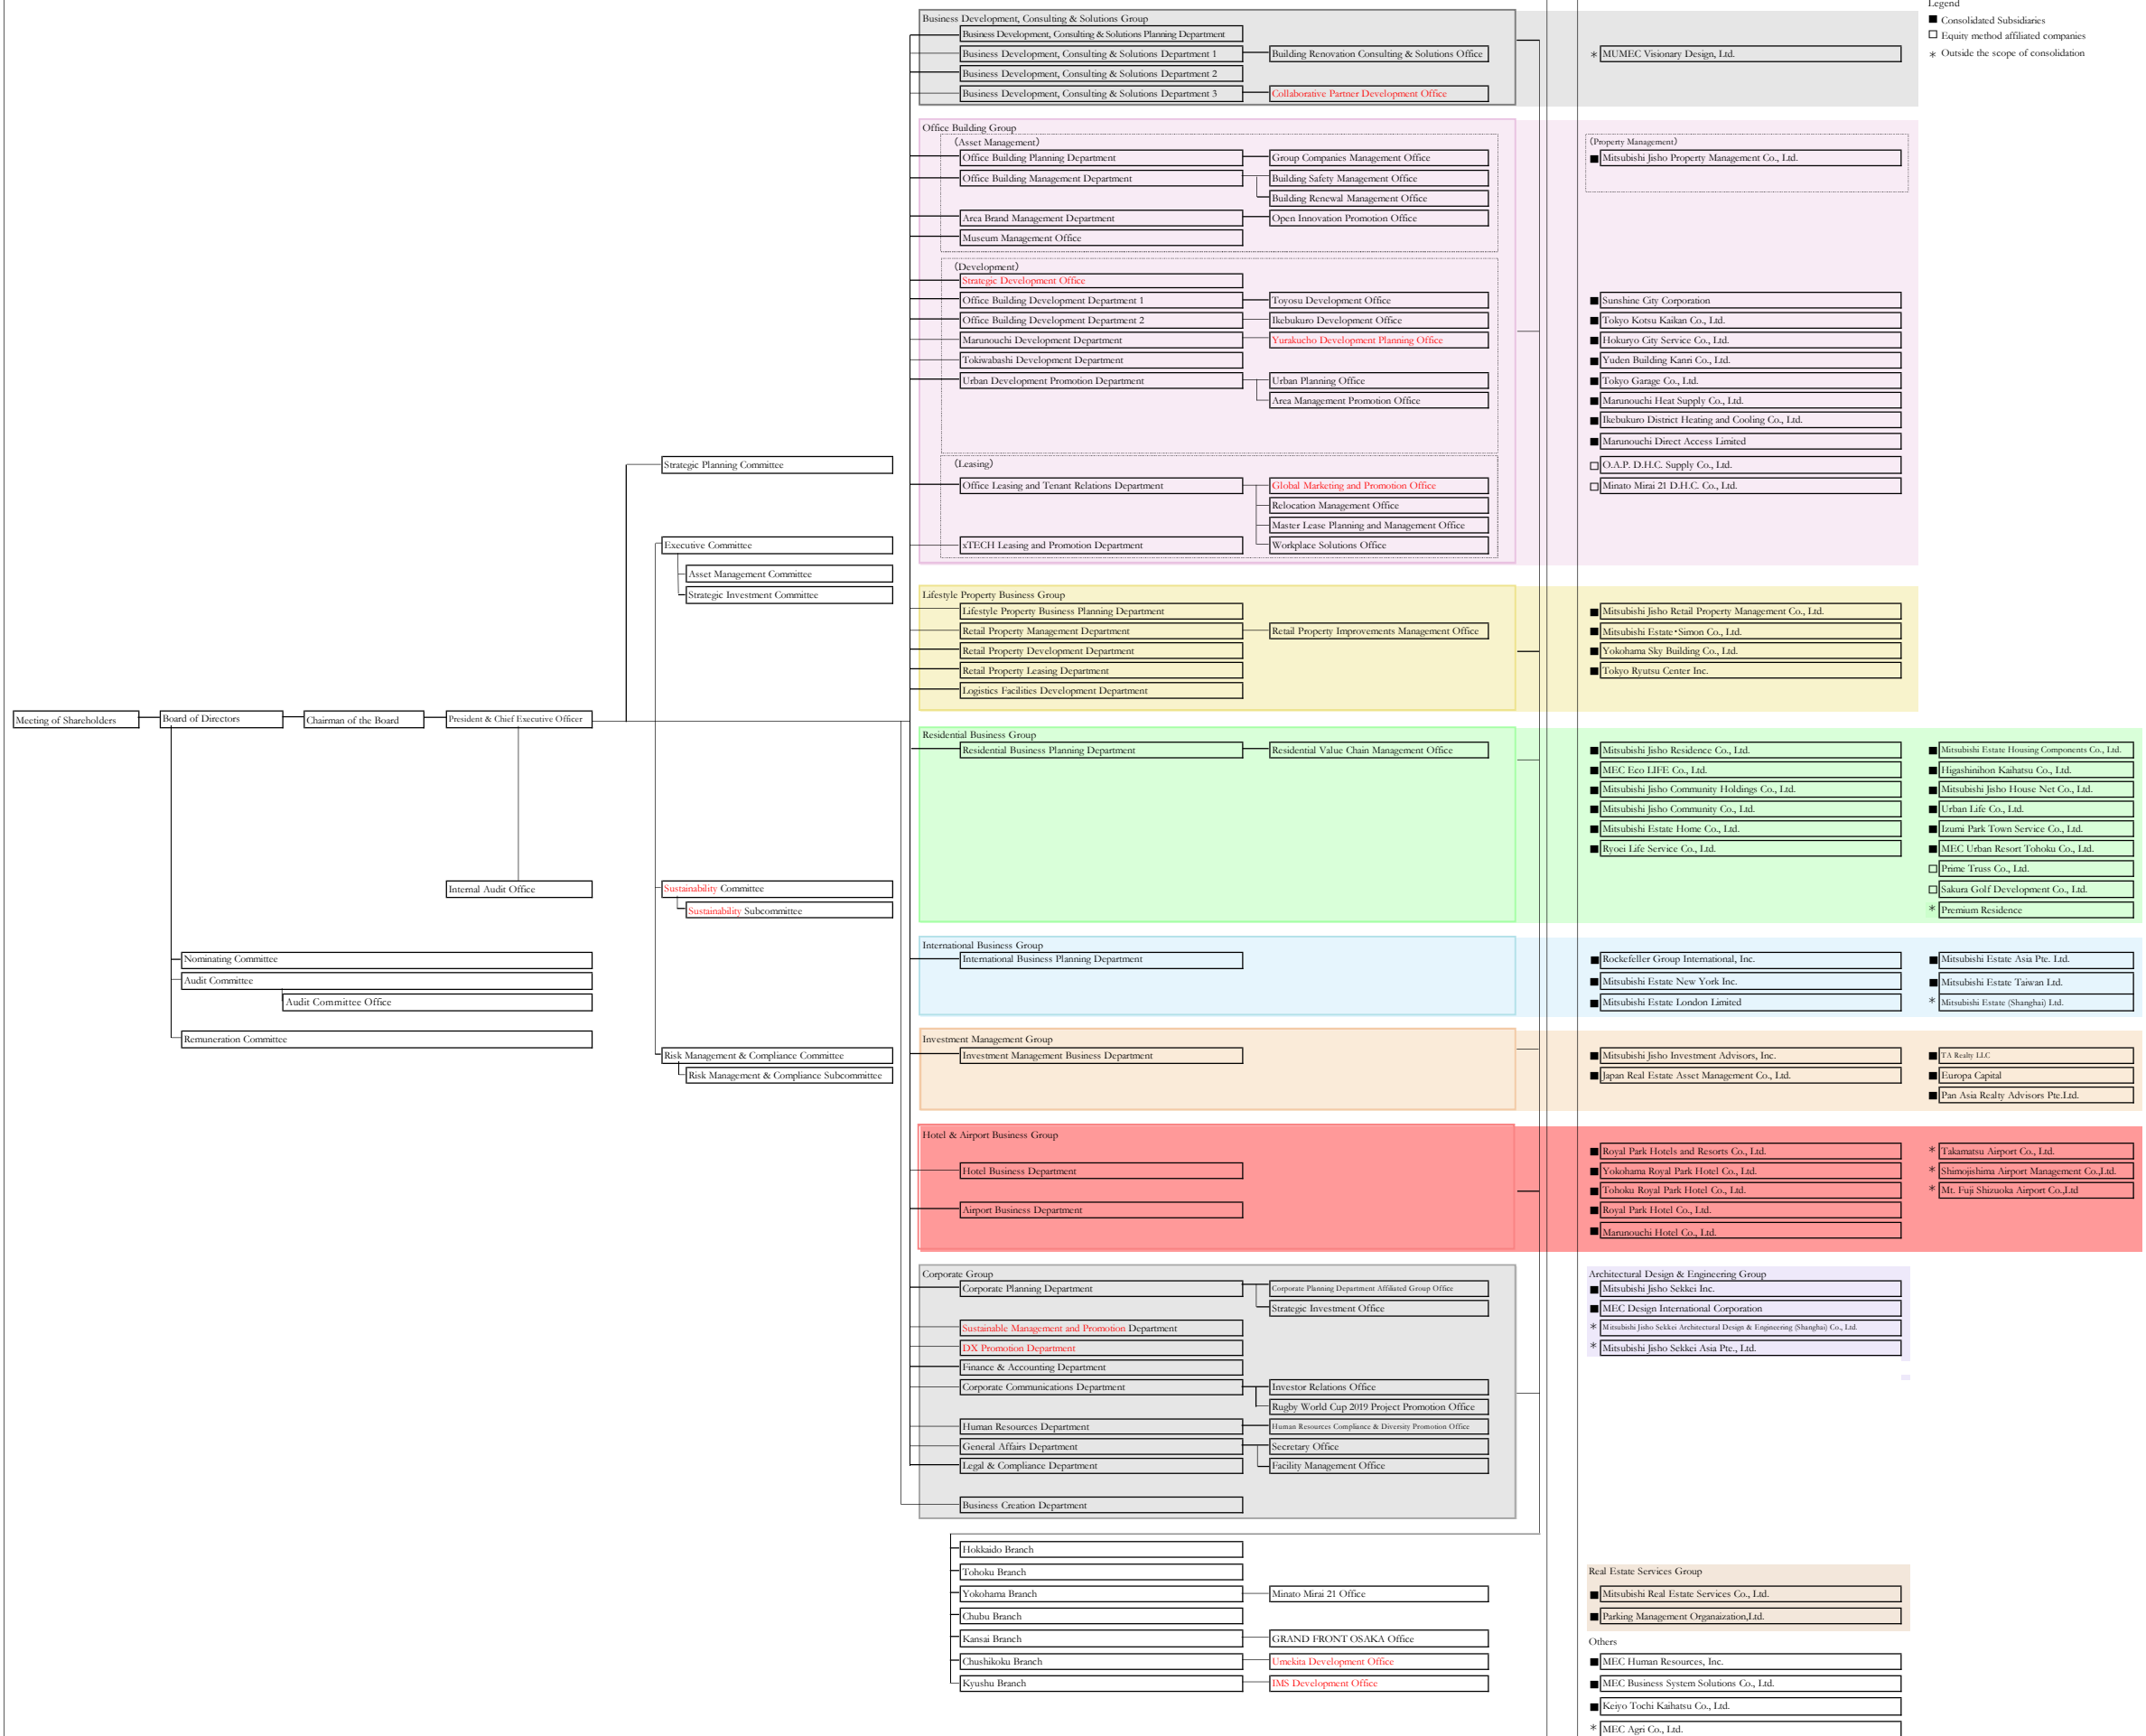 Legend
■ Consolidated Subsidiaries
□ Equity method affiliated companies
* Outside the scope of consolidation
Meeting of Shareholders
Board of Directors
Chairman of the Board
President & Chief Executive Officer
Internal Audit Office
Nominating Committee
Audit Committee
Audit Committee Office
Remuneration Committee
Strategic Planning Committee
Executive Committee
Asset Management Committee
Strategic Investment Committee
Sustainability Committee
Sustainability Subcommittee
Risk Management & Compliance Committee
Risk Management & Compliance Subcommittee
Business Development, Consulting & Solutions Group
Business Development, Consulting & Solutions Planning Department
Business Development, Consulting & Solutions Department 1
Building Renovation Consulting & Solutions Office
Business Development, Consulting & Solutions Department 2
Business Development, Consulting & Solutions Department 3
Collaborative Partner Development Office
* MUMEC Visionary Design, Ltd.
Office Building Group
(Asset Management)
Office Building Planning Department
Group Companies Management Office
Office Building Management Department
Building Safety Management Office
Building Renewal Management Office
Area Brand Management Department
Open Innovation Promotion Office
Museum Management Office
(Development)
Strategic Development Office
Office Building Development Department 1
Toyosu Development Office
Office Building Development Department 2
Ikebukuro Development Office
Marunouchi Development Department
Yurakucho Development Planning Office
Tokiwabashi Development Department
Urban Development Promotion Department
Urban Planning Office
Area Management Promotion Office
(Leasing)
Office Leasing and Tenant Relations Department
Global Marketing and Promotion Office
Relocation Management Office
Master Lease Planning and Management Office
xTECH Leasing and Promotion Department
Workplace Solutions Office
(Property Management)
■ Mitsubishi Jisho Property Management Co., Ltd.
■ Sunshine City Corporation
■ Tokyo Kotsu Kaikan Co., Ltd.
■ Hokuryo City Service Co., Ltd.
■ Yuden Building Kanri Co., Ltd.
■ Tokyo Garage Co., Ltd.
■ Marunouchi Heat Supply Co., Ltd.
■ Ikebukuro District Heating and Cooling Co., Ltd.
■ Marunouchi Direct Access Limited
□ O.A.P. D.H.C. Supply Co., Ltd.
□ Minato Mirai 21 D.H.C. Co., Ltd.
Lifestyle Property Business Group
Lifestyle Property Business Planning Department
Retail Property Management Department
Retail Property Improvements Management Office
Retail Property Development Department
Retail Property Leasing Department
Logistics Facilities Development Department
■ Mitsubishi Jisho Retail Property Management Co., Ltd.
■ Mitsubishi Estate・Simon Co., Ltd.
■ Yokohama Sky Building Co., Ltd.
■ Tokyo Ryutsu Center Inc.
Residential Business Group
Residential Business Planning Department
Residential Value Chain Management Office
■ Mitsubishi Jisho Residence Co., Ltd.
■ MEC Eco LIFE Co., Ltd.
■ Mitsubishi Jisho Community Holdings Co., Ltd.
■ Mitsubishi Jisho Community Co., Ltd.
■ Mitsubishi Estate Home Co., Ltd.
■ Ryoei Life Service Co., Ltd.
■ Mitsubishi Estate Housing Components Co., Ltd.
■ Higashinihon Kaihatsu Co., Ltd.
■ Mitsubishi Jisho House Net Co., Ltd.
■ Urban Life Co., Ltd.
■ Izumi Park Town Service Co., Ltd.
■ MEC Urban Resort Tohoku Co., Ltd.
□ Prime Truss Co., Ltd.
□ Sakura Golf Development Co., Ltd.
* Premium Residence
International Business Group
International Business Planning Department
■ Rockefeller Group International, Inc.
■ Mitsubishi Estate New York Inc.
■ Mitsubishi Estate London Limited
■ Mitsubishi Estate Asia Pte. Ltd.
■ Mitsubishi Estate Taiwan Ltd.
* Mitsubishi Estate (Shanghai) Ltd.
Investment Management Group
Investment Management Business Department
■ Mitsubishi Jisho Investment Advisors, Inc.
■ Japan Real Estate Asset Management Co., Ltd.
■ TA Realty LLC
■ Europa Capital
■ Pan Asia Realty Advisors Pte.Ltd.
Hotel & Airport Business Group
Hotel Business Department
Airport Business Department
■ Royal Park Hotels and Resorts Co., Ltd.
■ Yokohama Royal Park Hotel Co., Ltd.
■ Tohoku Royal Park Hotel Co., Ltd.
■ Royal Park Hotel Co., Ltd.
■ Marunouchi Hotel Co., Ltd.
* Takamatsu Airport Co., Ltd.
* Shimojishima Airport Management Co.,Ltd.
* Mt. Fuji Shizuoka Airport Co.,Ltd
Corporate Group
Corporate Planning Department
Corporate Planning Department Affiliated Group Office
Strategic Investment Office
Sustainable Management and Promotion Department
DX Promotion Department
Finance & Accounting Department
Corporate Communications Department
Investor Relations Office
Rugby World Cup 2019 Project Promotion Office
Human Resources Department
Human Resources Compliance & Diversity Promotion Office
General Affairs Department
Secretary Office
Legal & Compliance Department
Facility Management Office
Business Creation Department
Architectural Design & Engineering Group
■ Mitsubishi Jisho Sekkei Inc.
■ MEC Design International Corporation
* Mitsubishi Jisho Sekkei Architectural Design & Engineering (Shanghai) Co., Ltd.
* Mitsubishi Jisho Sekkei Asia Pte., Ltd.
Hokkaido Branch
Tohoku Branch
Yokohama Branch
Minato Mirai 21 Office
Chubu Branch
Kansai Branch
GRAND FRONT OSAKA Office
Chushikoku Branch
Umekita Development Office
Kyushu Branch
IMS Development Office
Real Estate Services Group
■ Mitsubishi Real Estate Services Co., Ltd.
■ Parking Management Organaization,Ltd.
Others
■ MEC Human Resources, Inc.
■ MEC Business System Solutions Co., Ltd.
■ Keiyo Tochi Kaihatsu Co., Ltd.
* MEC Agri Co., Ltd.